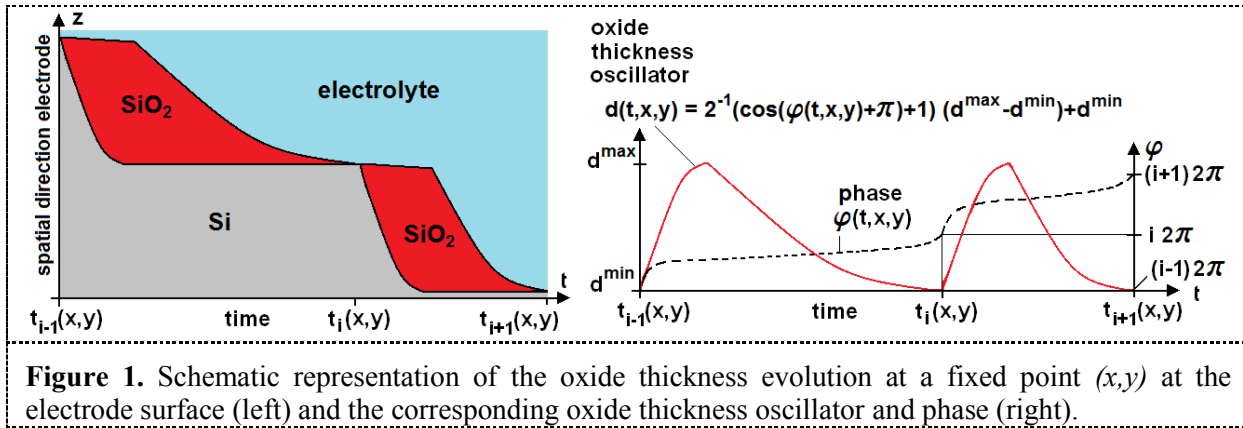 z
spatial direction electrode
SiO₂
electrolyte
Si
SiO₂
t
tᵢ₋₁(x,y) time tᵢ(x,y) tᵢ₊₁(x,y)
oxide
thickness
oscillator
d(t,x,y) = 2⁻¹(cos(φ(t,x,y)+π)+1) (dᵐᵃˣ-dᵐⁱⁿ)+dᵐⁱⁿ
dᵐᵃˣ
φ
(i+1) 2π
phase
φ(t,x,y)
i 2π
dᵐⁱⁿ
(i-1) 2π
t
tᵢ₋₁(x,y) time tᵢ(x,y) tᵢ₊₁(x,y)
Figure 1. Schematic representation of the oxide thickness evolution at a fixed point (x,y) at the
electrode surface (left) and the corresponding oxide thickness oscillator and phase (right).